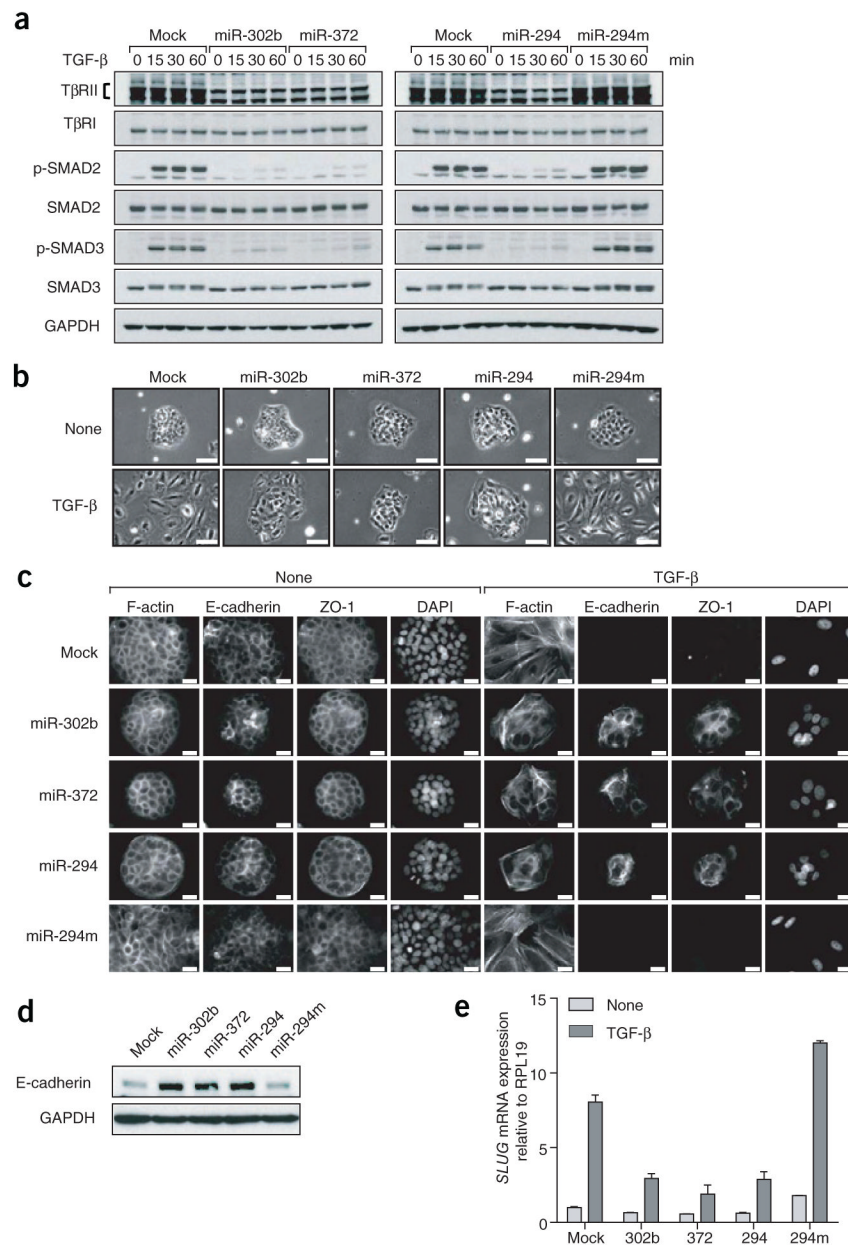 a
Mock miR-302b miR-372 Mock miR-294 miR-294m
TGF-β 0 15 30 60 0 15 30 60 0 15 30 60 0 15 30 60 0 15 30 60 0 15 30 60 min
TβRII
TβRI
p-SMAD2
SMAD2
p-SMAD3
SMAD3
GAPDH
b
Mock miR-302b miR-372 miR-294 miR-294m
None
TGF-β
c
None TGF-β
F-actin E-cadherin ZO-1 DAPI F-actin E-cadherin ZO-1 DAPI
Mock
miR-302b
miR-372
miR-294
miR-294m
d
Mock miR-302b miR-372 miR-294 miR-294m
E-cadherin
GAPDH
e
SLUG mRNA expression
relative to RPL19
15
10
5
0
None
TGF-β
Mock 302b 372 294 294m